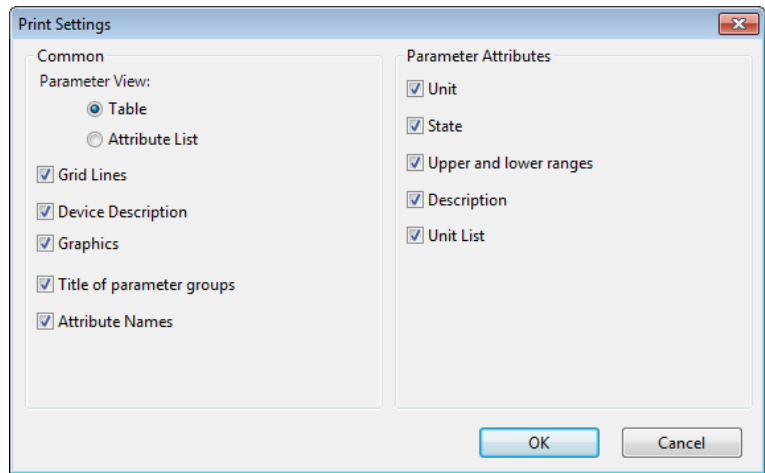 Print Settings
Common
Parameter View:
Table
Attribute List
Grid Lines
Device Description
Graphics
Title of parameter groups
Attribute Names
Parameter Attributes
Unit
State
Upper and lower ranges
Description
Unit List
OK
Cancel